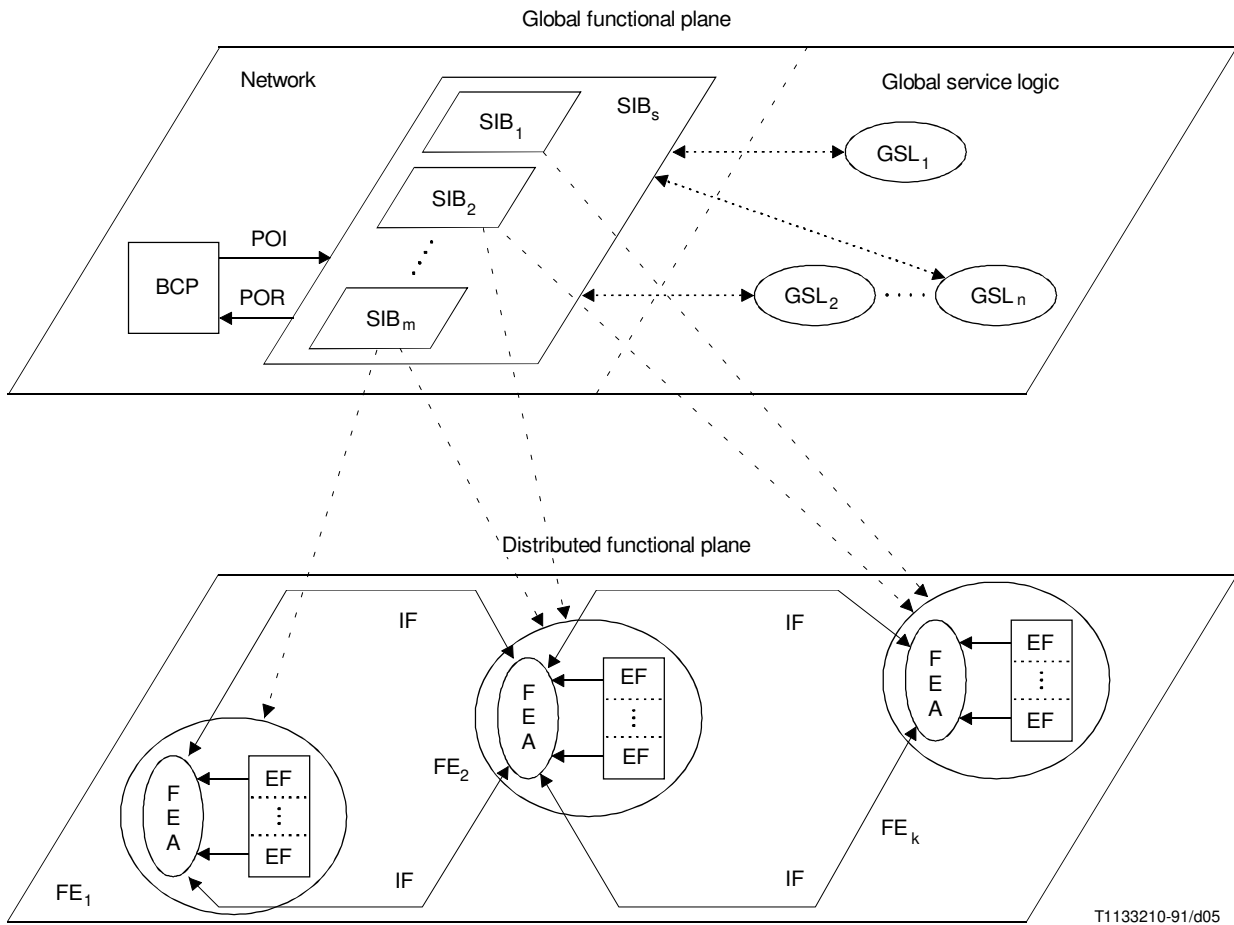 Global functional plane
Network
Global service logic
SIBs
SIB1
GSL1
SIB2
POI
BCP
POR
GSL2
GSLn
SIBm
Distributed functional plane
IF
IF
F
E
A
EF
EF
F
E
A
EF
EF
FE2
F
E
A
EF
EF
FEk
IF
IF
FE1
T1133210-91/d05